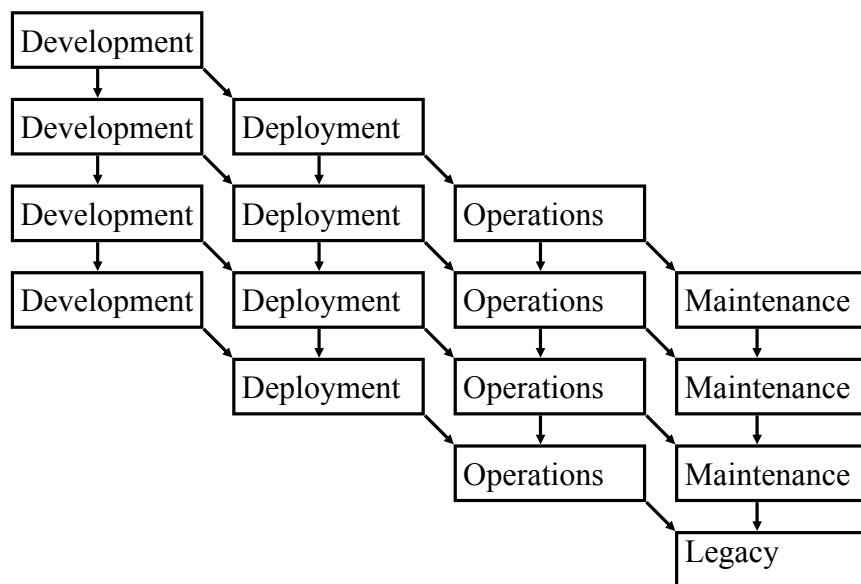 Development
Development Deployment
Development Deployment Operations
Development Deployment Operations Maintenance
Deployment Operations Maintenance
Operations Maintenance
Legacy